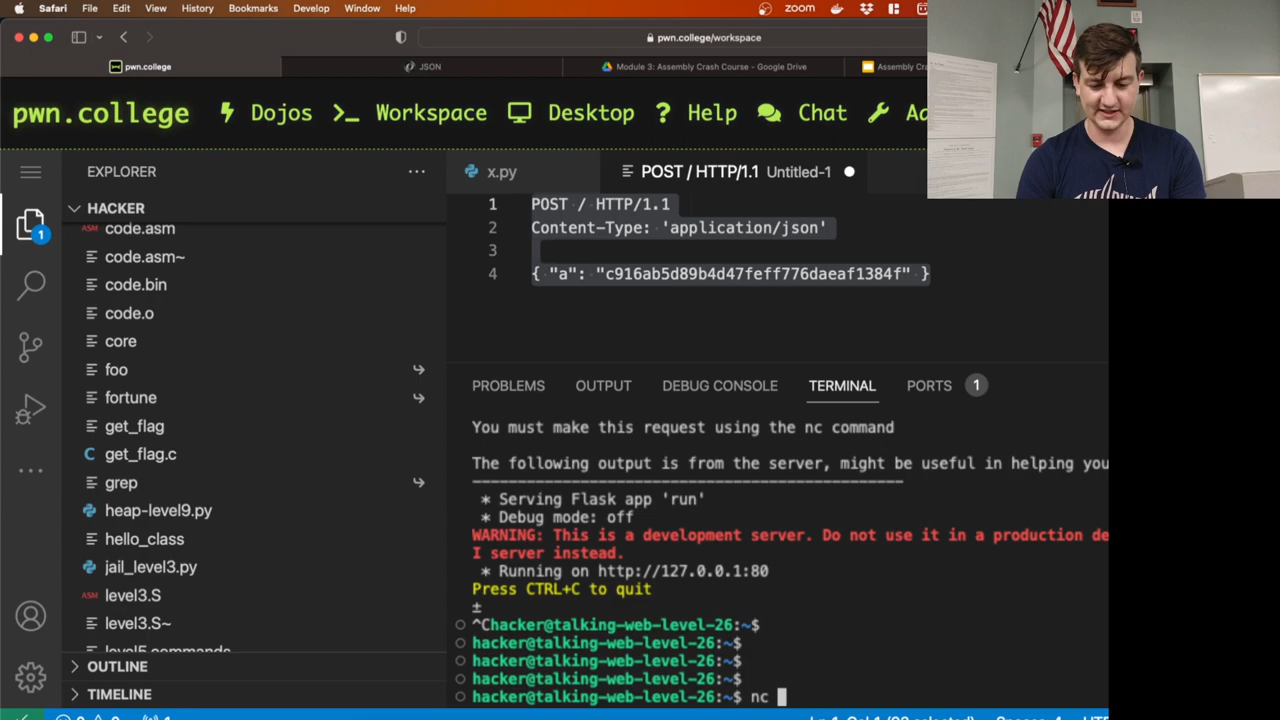 Safari File Edit View History Bookmarks Develop Window Help zoom
pwn.college/workspace
pwn.college JSON Module 3: Assembly Crash Course - Google Drive Assembly Cra
pwn.college Dojos Workspace Desktop ? Help Chat Ad
EXPLORER
x.py POST / HTTP/1.1 Untitled-1
HACKER
code.asm
code.asm~
code.bin
code.o
core
foo
fortune
get_flag
get_flag.c
grep
heap-level9.py
hello_class
jail_level3.py
level3.S
level3.S~
level5.commands
OUTLINE
TIMELINE
1
1 POST / HTTP/1.1
2 Content-Type: 'application/json'
3
4 { "a": "c916ab5d89b4d47feff776daeaf1384f" }
PROBLEMS OUTPUT DEBUG CONSOLE TERMINAL PORTS 1
You must make this request using the nc command
The following output is from the server, might be useful in helping you
------------------------------------------------
* Serving Flask app 'run'
* Debug mode: off
WARNING: This is a development server. Do not use it in a production de
I server instead.
* Running on http://127.0.0.1:80
Press CTRL+C to quit
±
^Chacker@talking-web-level-26:~$
hacker@talking-web-level-26:~$
hacker@talking-web-level-26:~$
hacker@talking-web-level-26:~$
hacker@talking-web-level-26:~$ nc